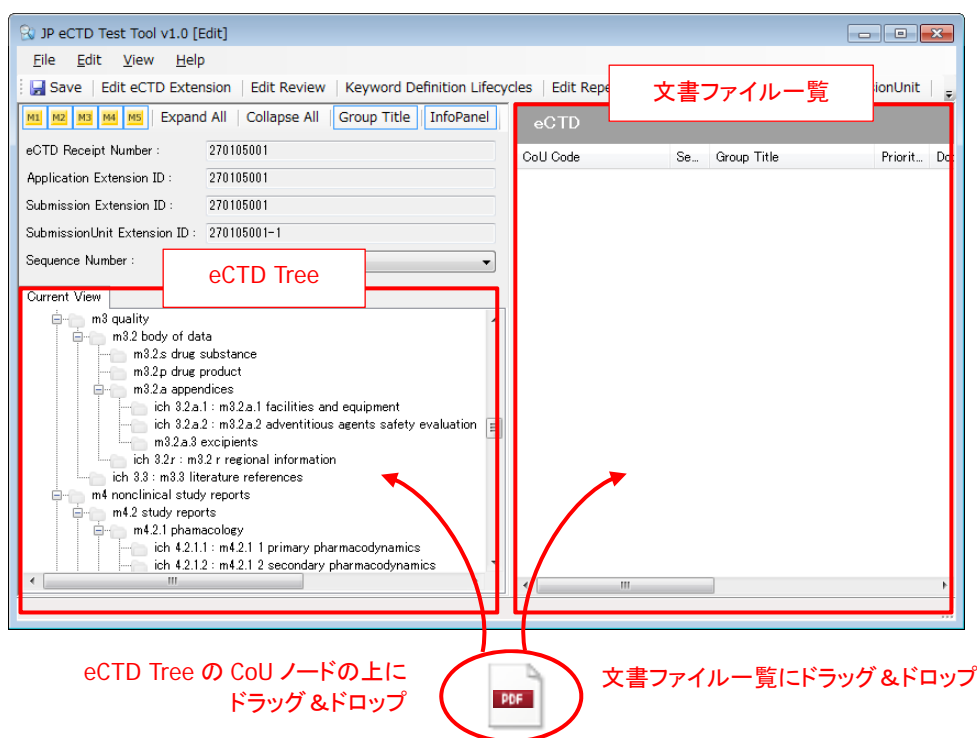 JP eCTD Test Tool v1.0 [Edit]
File Edit View Help
Save Edit eCTD Extension Edit Review Keyword Definition Lifecycles Edit Repe
文書ファイル一覧
ionUnit
M1 M2 M3 M4 M5 Expand All Collapse All Group Title InfoPanel
eCTD
eCTD Receipt Number : 270105001
Application Extension ID : 270105001
Submission Extension ID : 270105001
SubmissionUnit Extension ID : 270105001-1
Sequence Number :
CoU Code Se... Group Title Priorit... Do
eCTD Tree
Current View
m3 quality
m3.2 body of data
m3.2.s drug substance
m3.2.p drug product
m3.2.a appendices
ich 3.2.a.1 : m3.2.a.1 facilities and equipment
ich 3.2.a.2 : m3.2.a.2 adventitious agents safety evaluation
m3.2.a.3 excipients
ich 3.2.r : m3.2 r regional information
ich 3.3 : m3.3 literature references
m4 nonclinical study reports
m4.2 study reports
m4.2.1 phamacology
ich 4.2.1.1 : m4.2.1 1 primary pharmacodynamics
ich 4.2.1.2 : m4.2.1 2 secondary pharmacodynamics
eCTD Tree の CoU ノードの上に
ドラッグ&ドロップ
PDF
文書ファイル一覧にドラッグ&ドロップ